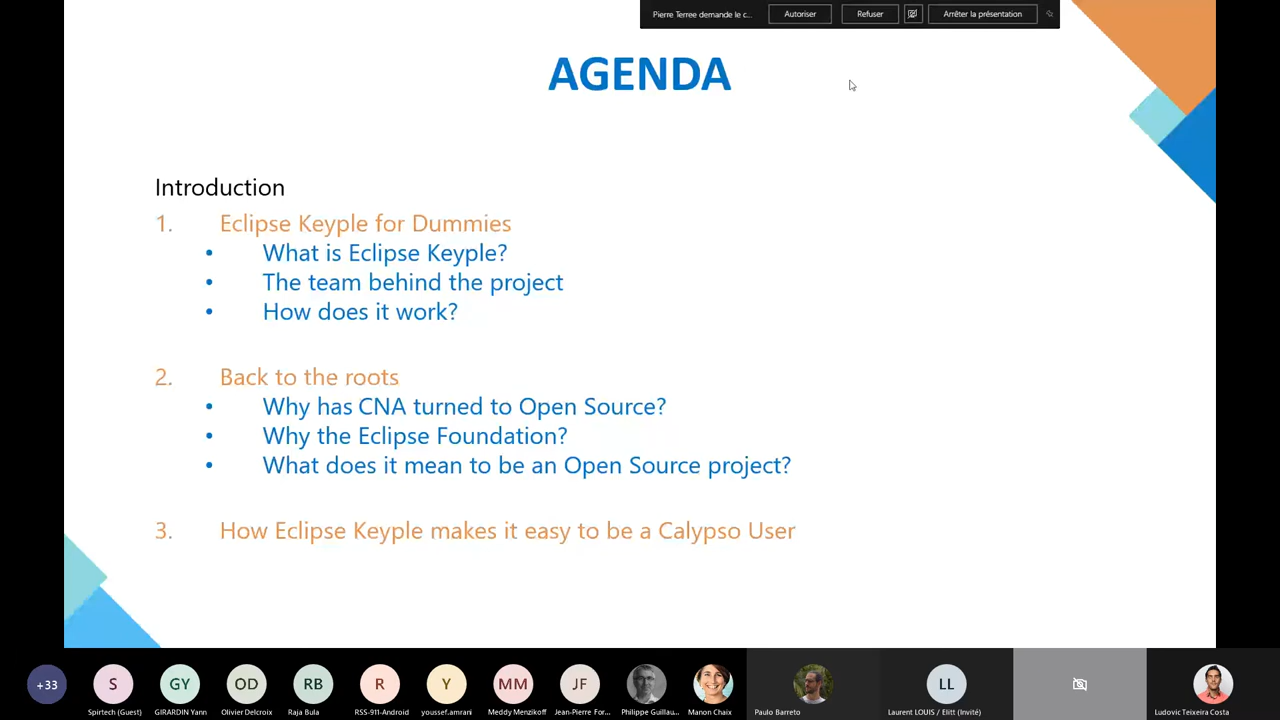 Pierre Terree demande le c...
Autoriser
Refuser
Arrêter la présentation
AGENDA
Introduction
1. Eclipse Keyple for Dummies
• What is Eclipse Keyple?
• The team behind the project
• How does it work?
2. Back to the roots
• Why has CNA turned to Open Source?
• Why the Eclipse Foundation?
• What does it mean to be an Open Source project?
3. How Eclipse Keyple makes it easy to be a Calypso User
+33
S
GY
OD
RB
R
Y
MM
JF
LL
Spirtech (Guest)
GIRARDIN Yann
Olivier Delcroix
Raja Bula
RSS-911-Android
youssef.amrani
Meddy Menzikoff
Jean-Pierre For...
Philippe Guillau...
Manon Chaix
Paulo Barreto
Laurent LOUIS / Elitt (Invité)
Ludovic Teixeira Costa